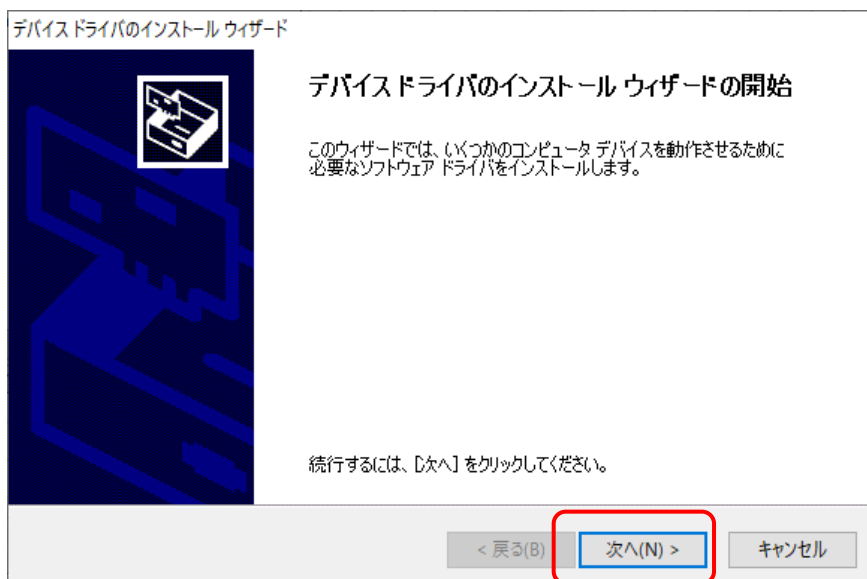 デバイス ドライバのインストール ウィザード
デバイス ドライバのインストール ウィザードの開始
このウィザードでは、いくつかのコンピュータ デバイスを動作させるために
必要なソフトウェア ドライバをインストールします。
続行するには、[次へ] をクリックしてください。
< 戻る(B)
次へ(N) >
キャンセル